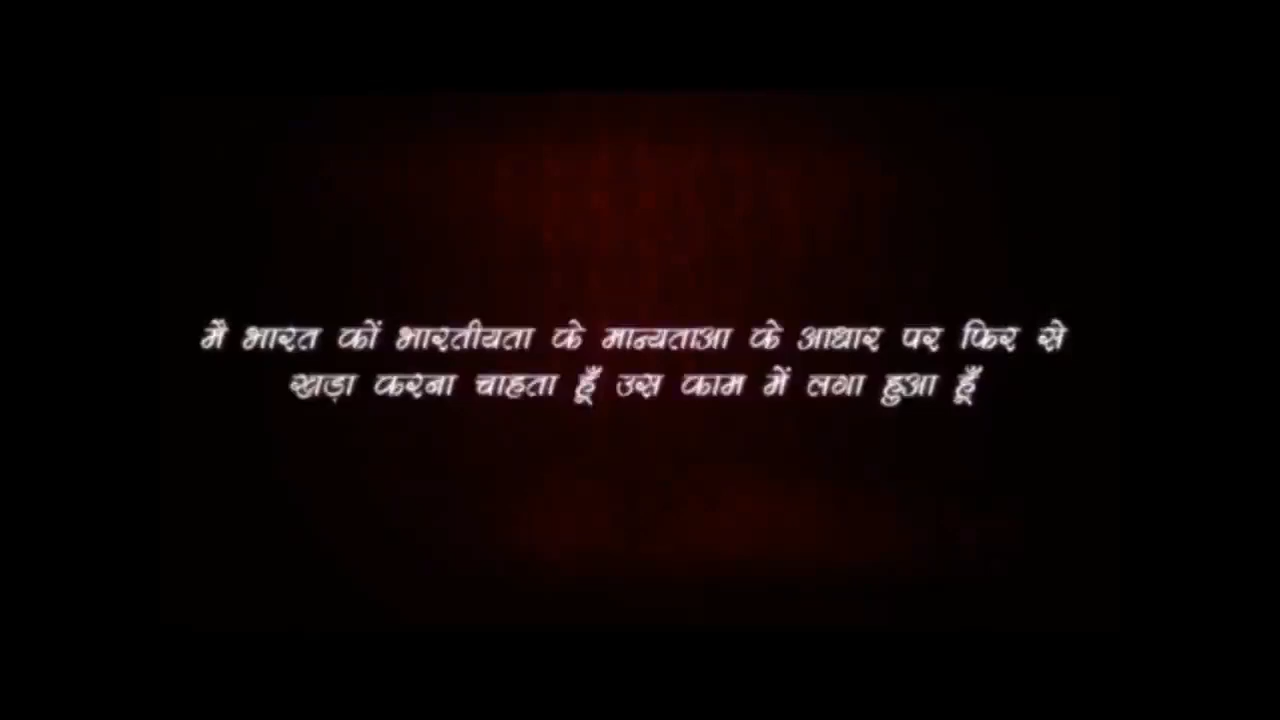 मै भारत कों भारतीयता के मान्यताआ के आधार पर फिर से
खड़ा करना चाहता हूँ उस काम में लगा हुआ हूँ